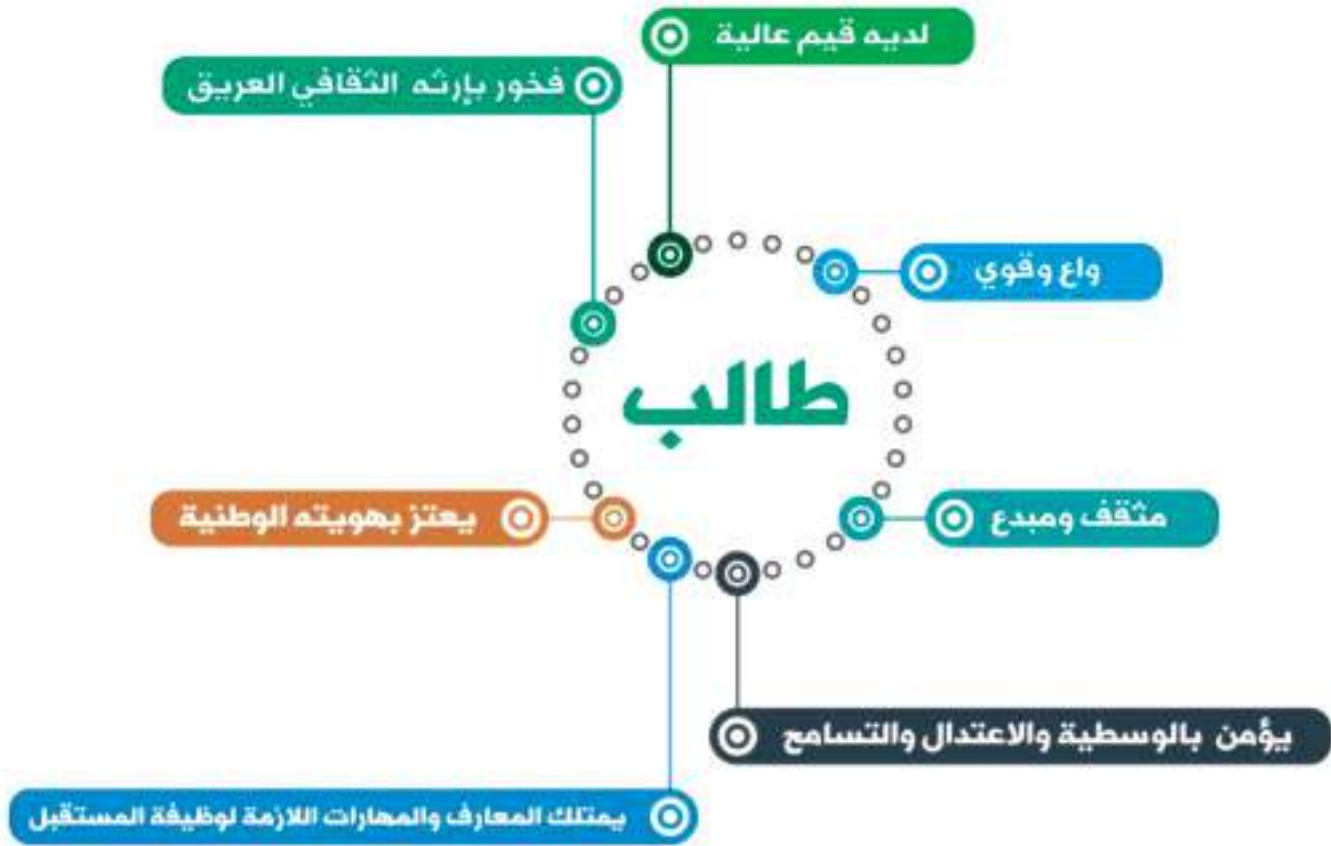 لديه قيم عالية
فخور بإرثه الثقافي العريق
واع وقوي
طالب
مثقف ومبدع
يعتز بهويته الوطنية
يؤمن بالوسطية والاعتدال والتسامح
يمتلك المعارف والمهارات اللازمة لوظيفة المستقبل